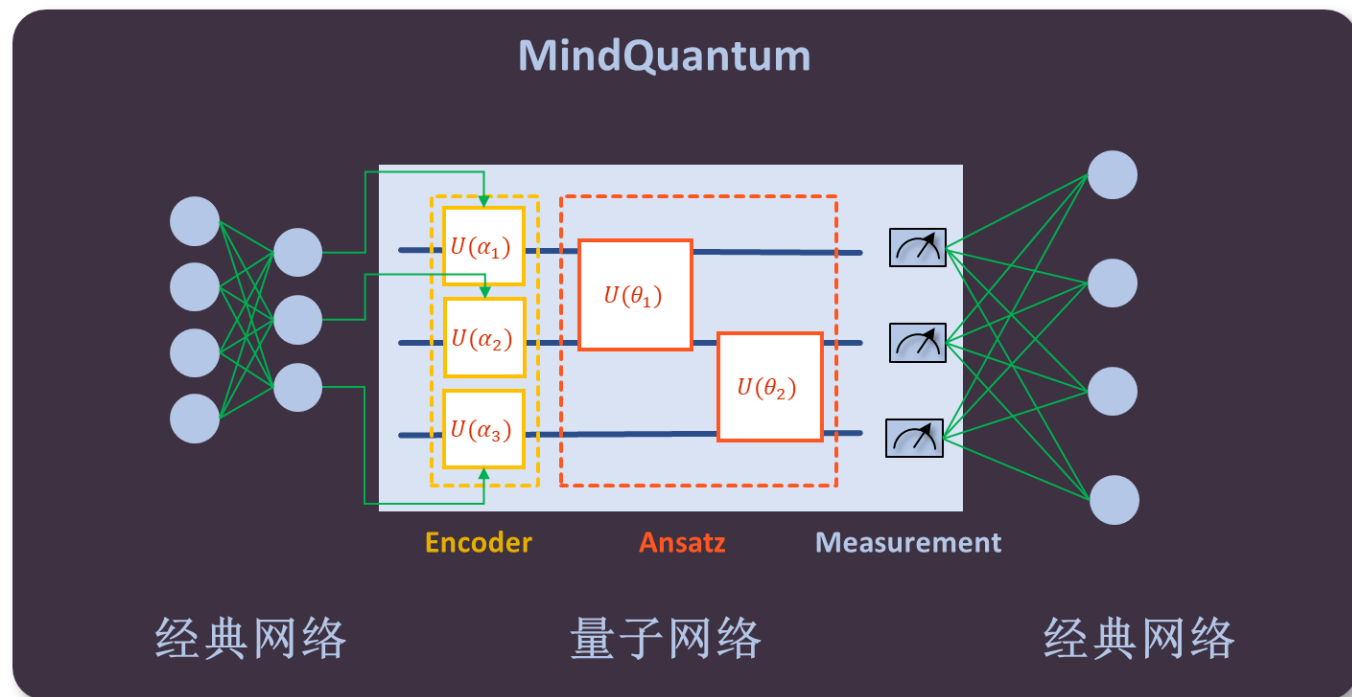 MindQuantum
U(α₁)
U(θ₁)
U(α₂)
U(θ₂)
U(α₃)
Encoder
Ansatz
Measurement
经典网络
量子网络
经典网络